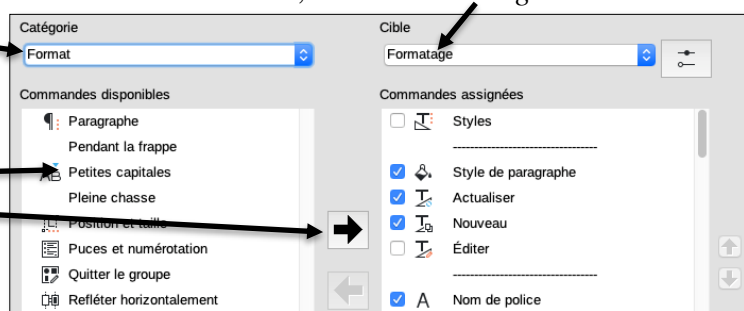 Catégorie
Format
Commandes disponibles
Paragraphe
Pendant la frappe
Petites capitales
Pleine chasse
Position et taille
Puces et numérotation
Quitter le groupe
Refléter horizontalement
Cible
Formatage
Commandes assignées
Styles
----------------------------------
Style de paragraphe
Actualiser
Nouveau
Éditer
----------------------------------
Nom de police